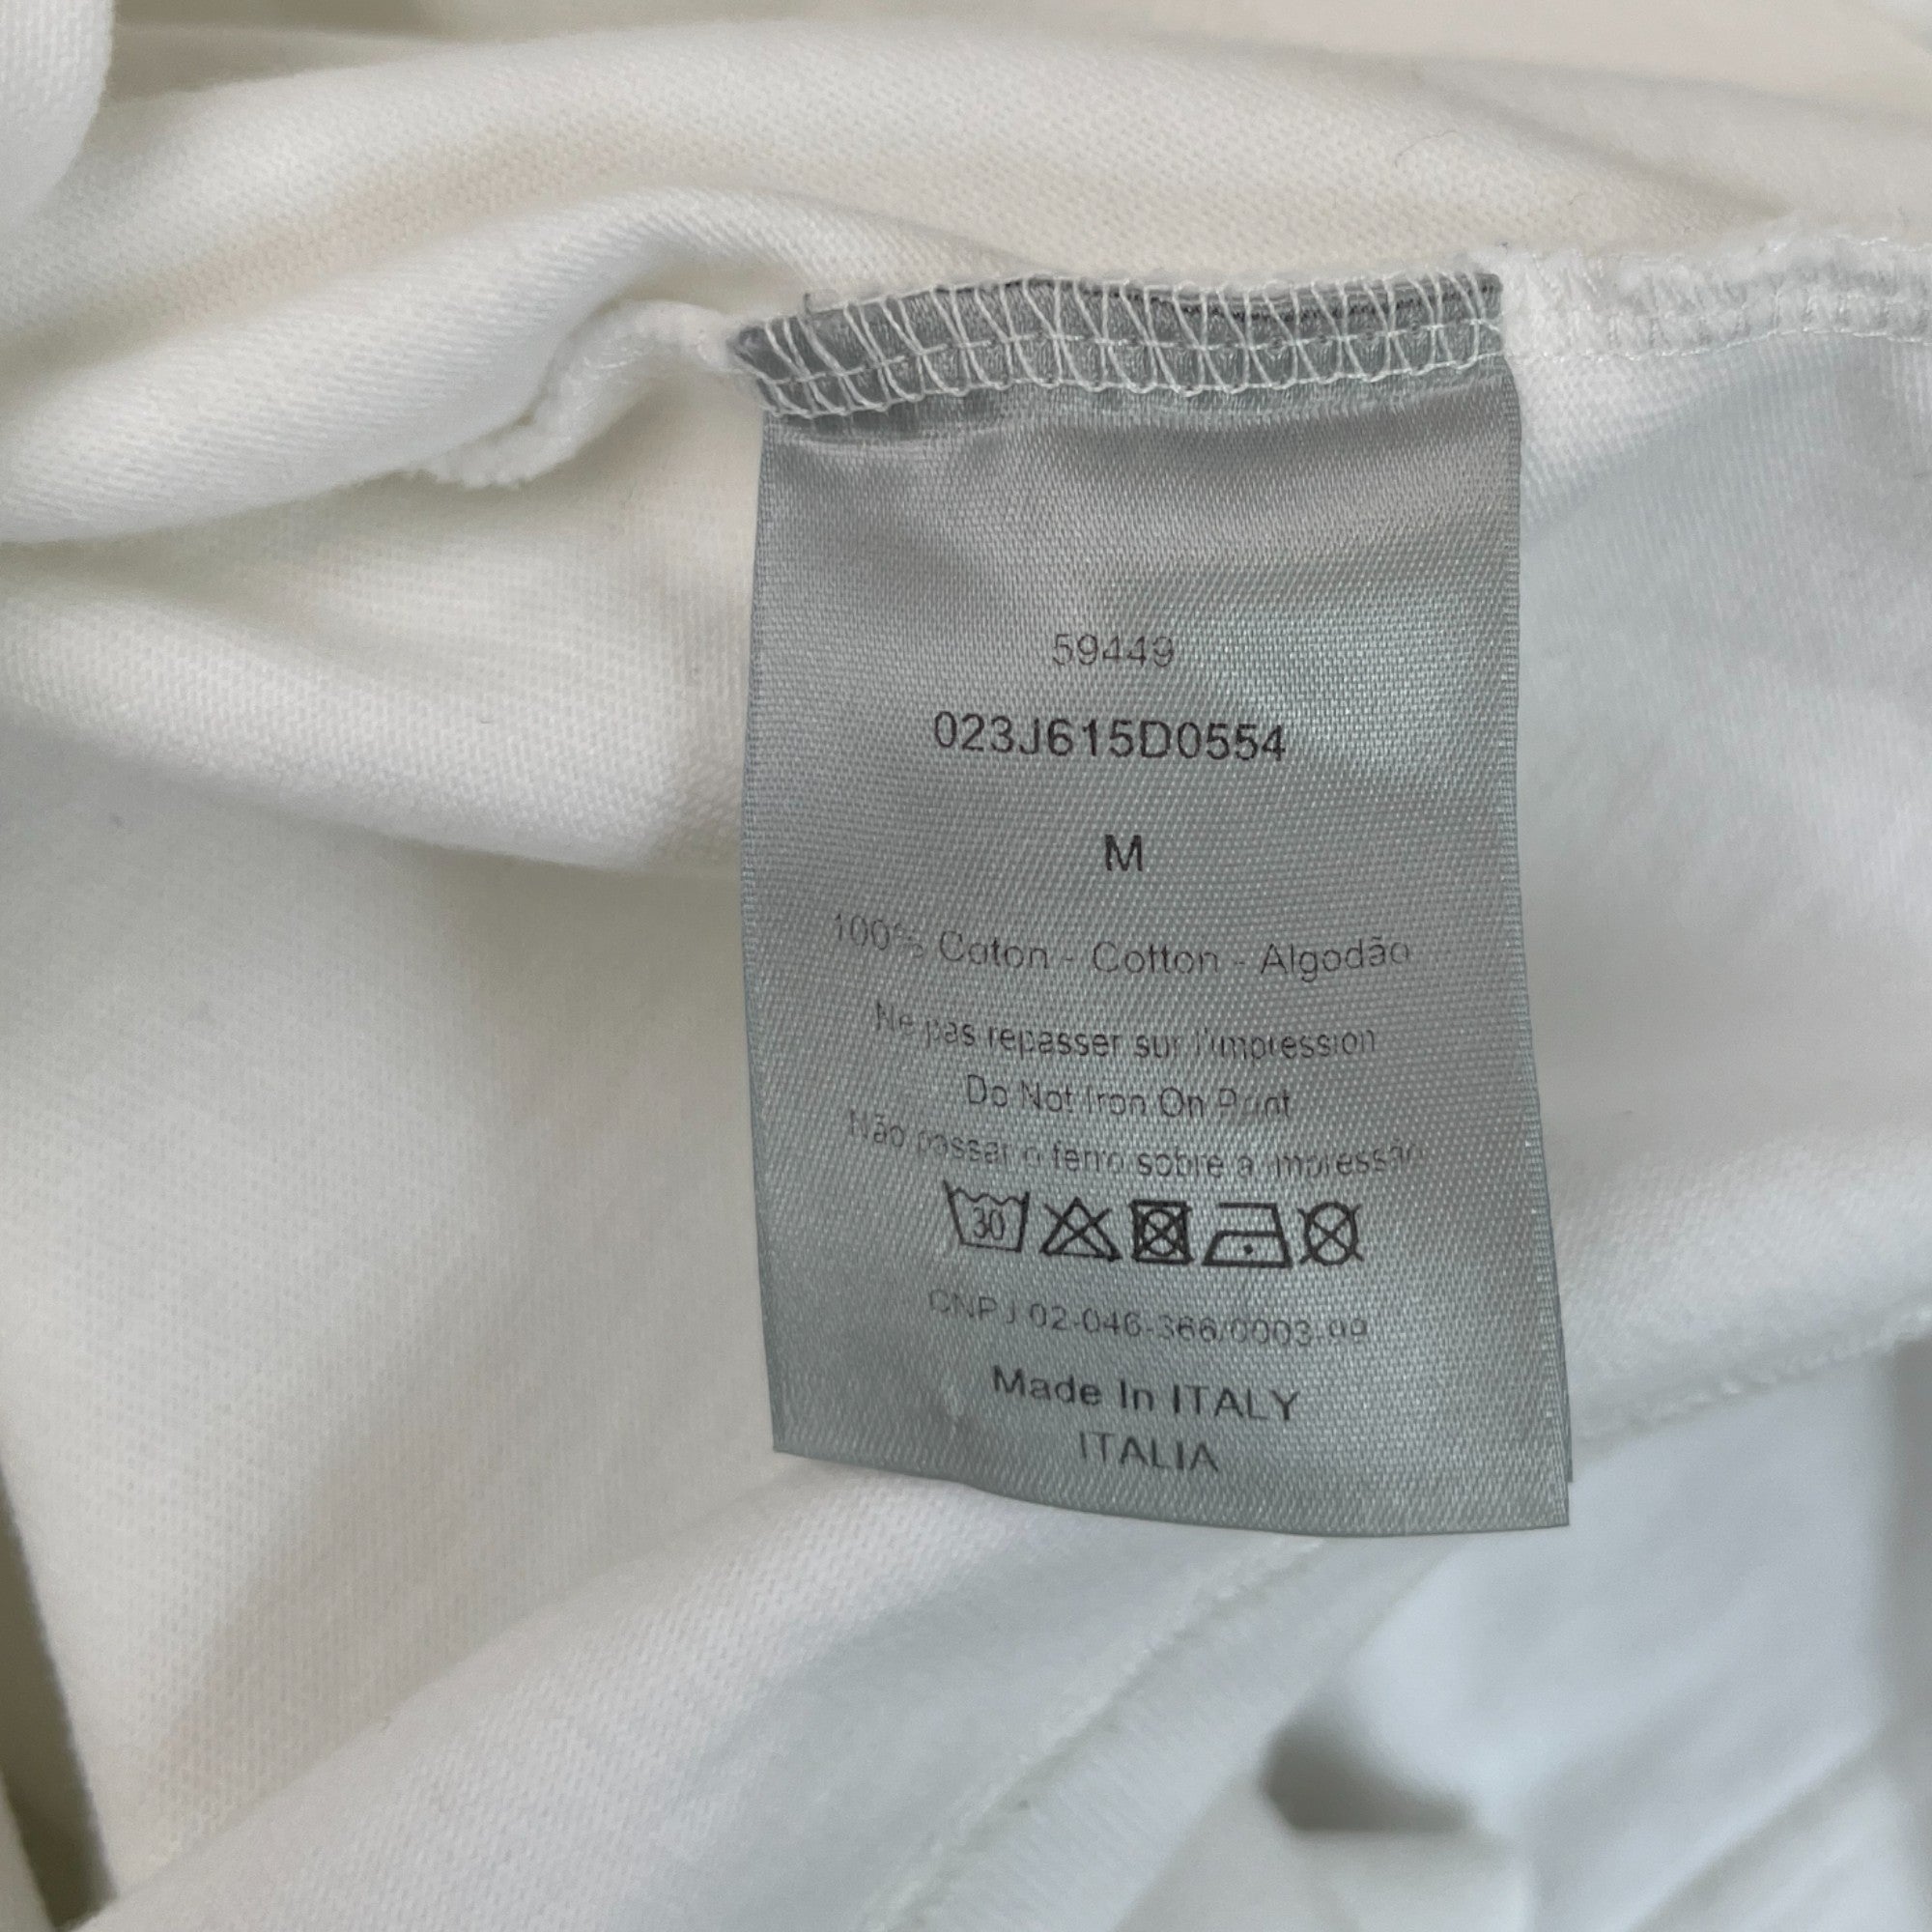 59449
023J615D0554
M
100% Coton - Cotton - Algodão
Ne pas repasser sur l'impression
Do Not Iron On Print
Não passar o ferro sobre a impressão
30
CNPJ 02-046-366/0003-99
Made In ITALY
ITALIA